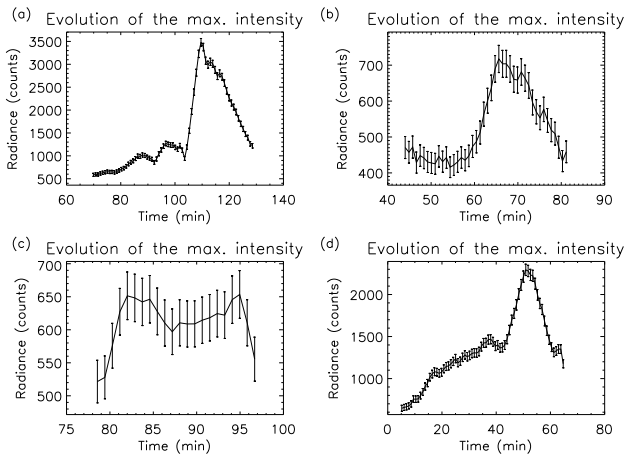 (a) Evolution of the max. intensity
Radiance (counts)
3500
3000
2500
2000
1500
1000
500
60 80 100 120 140
Time (min)
(b) Evolution of the max. intensity
Radiance (counts)
700
600
500
400
40 50 60 70 80 90
Time (min)
(c) Evolution of the max. intensity
Radiance (counts)
700
650
600
550
500
75 80 85 90 95 100
Time (min)
(d) Evolution of the max. intensity
Radiance (counts)
2000
1500
1000
0 20 40 60 80
Time (min)